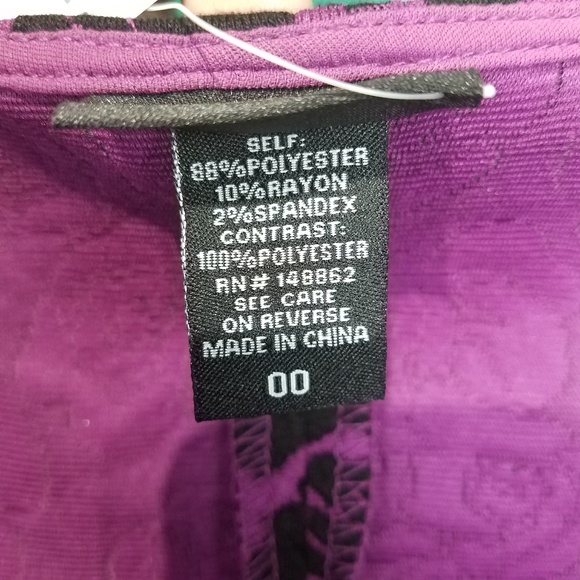 SELF:
88%POLYESTER
10%RAYON
2%SPANDEX
CONTRAST:
100%POLYESTER
RN# 148862
SEE CARE
ON REVERSE
MADE IN CHINA
00